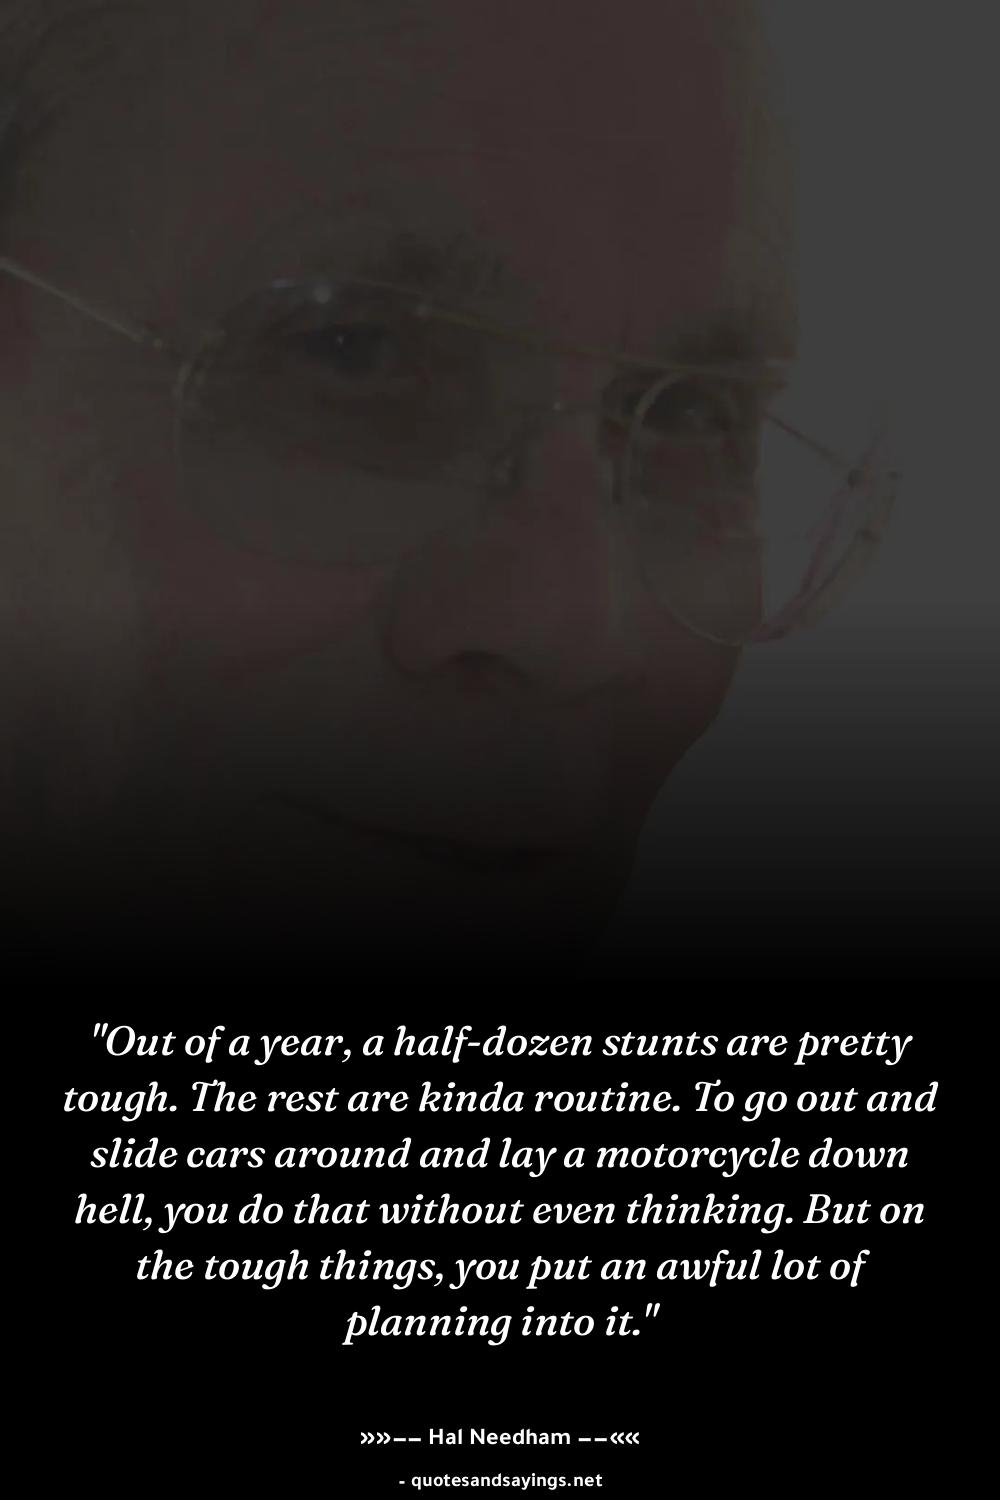 "Out of a year, a half-dozen stunts are pretty
tough. The rest are kinda routine. To go out and
slide cars around and lay a motorcycle down
hell, you do that without even thinking. But on
the tough things, you put an awful lot of
planning into it."
»»−− Hal Needham −−««
- quotesandsayings.net